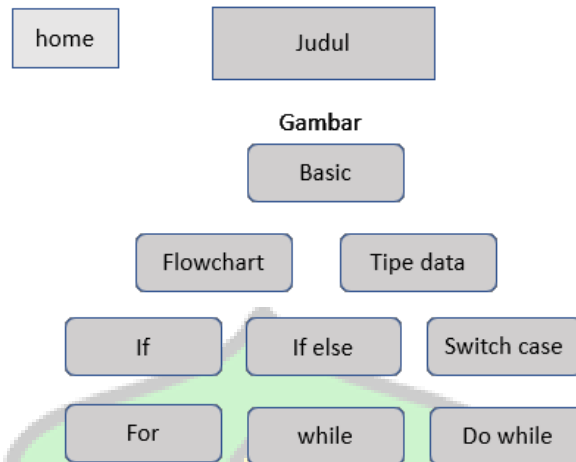 home
Judul
Gambar
Basic
Flowchart
Tipe data
If
If else
Switch case
For
while
Do while